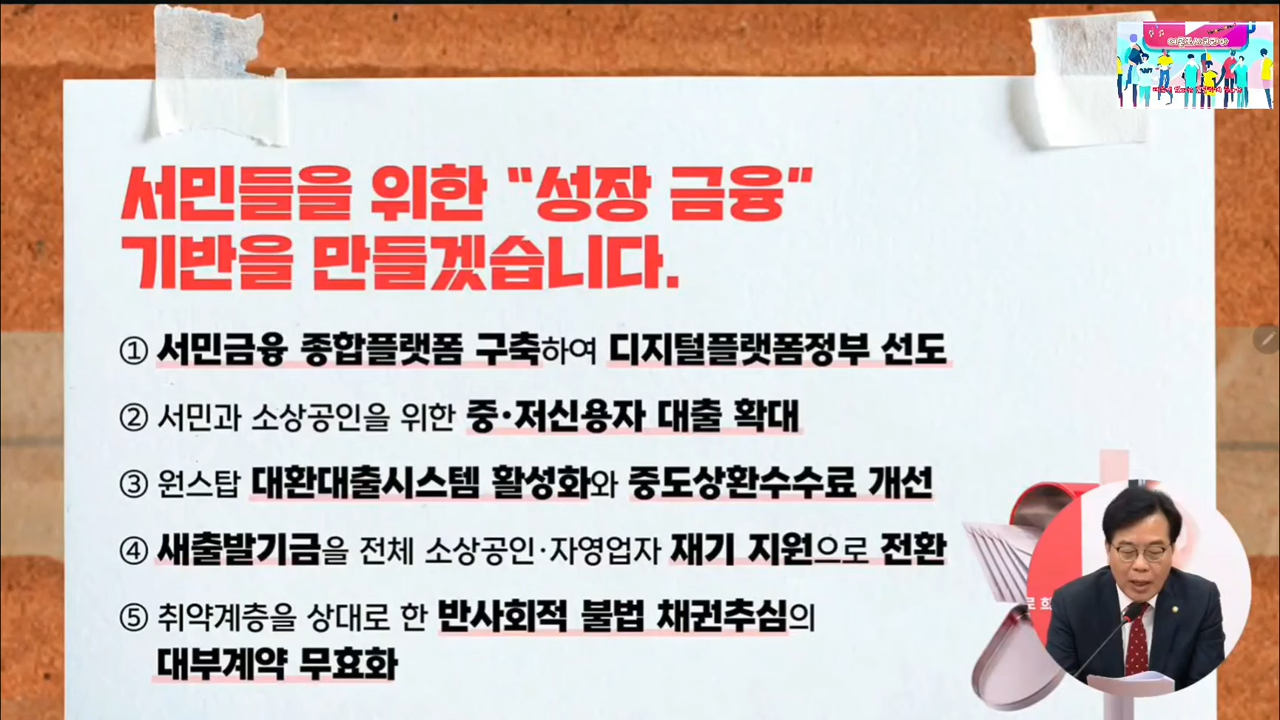 서민들을 위한 “성장 금융”
기반을 만들겠습니다.
① 서민금융 종합플랫폼 구축하여 디지털플랫폼정부 선도
② 서민과 소상공인을 위한 중·저신용자 대출 확대
③ 원스탑 대환대출시스템 활성화와 중도상환수수료 개선
④ 새출발기금을 전체 소상공인·자영업자 재기 지원으로 전환
⑤ 취약계층을 상대로 한 반사회적 불법 채권추심의
대부계약 무효화